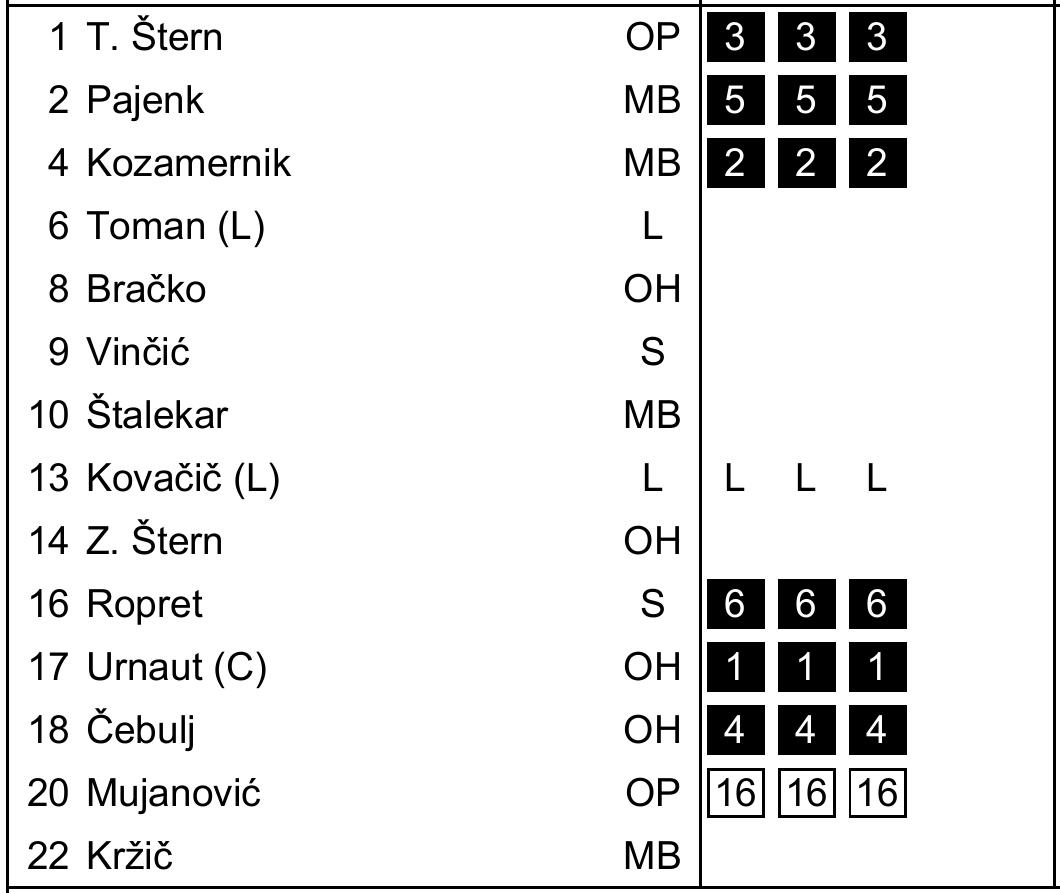 1 T. Štern OP 3 3 3
2 Pajenk MB 5 5 5
4 Kozamernik MB 2 2 2
6 Toman (L) L
8 Bračko OH
9 Vinčić S
10 Štalekar MB
13 Kovačič (L) L L L L
14 Z. Štern OH
16 Ropret S 6 6 6
17 Urnaut (C) OH 1 1 1
18 Čebulj OH 4 4 4
20 Mujanović OP 16 16 16
22 Kržič MB